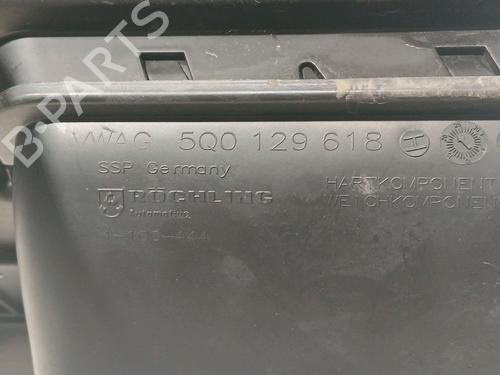 B-PARTS
VWAG 5Q0 129 618
SSP Germany
RÖCHLING
Automotive
HARTKOMPONENT
WEICHKOMPONENT